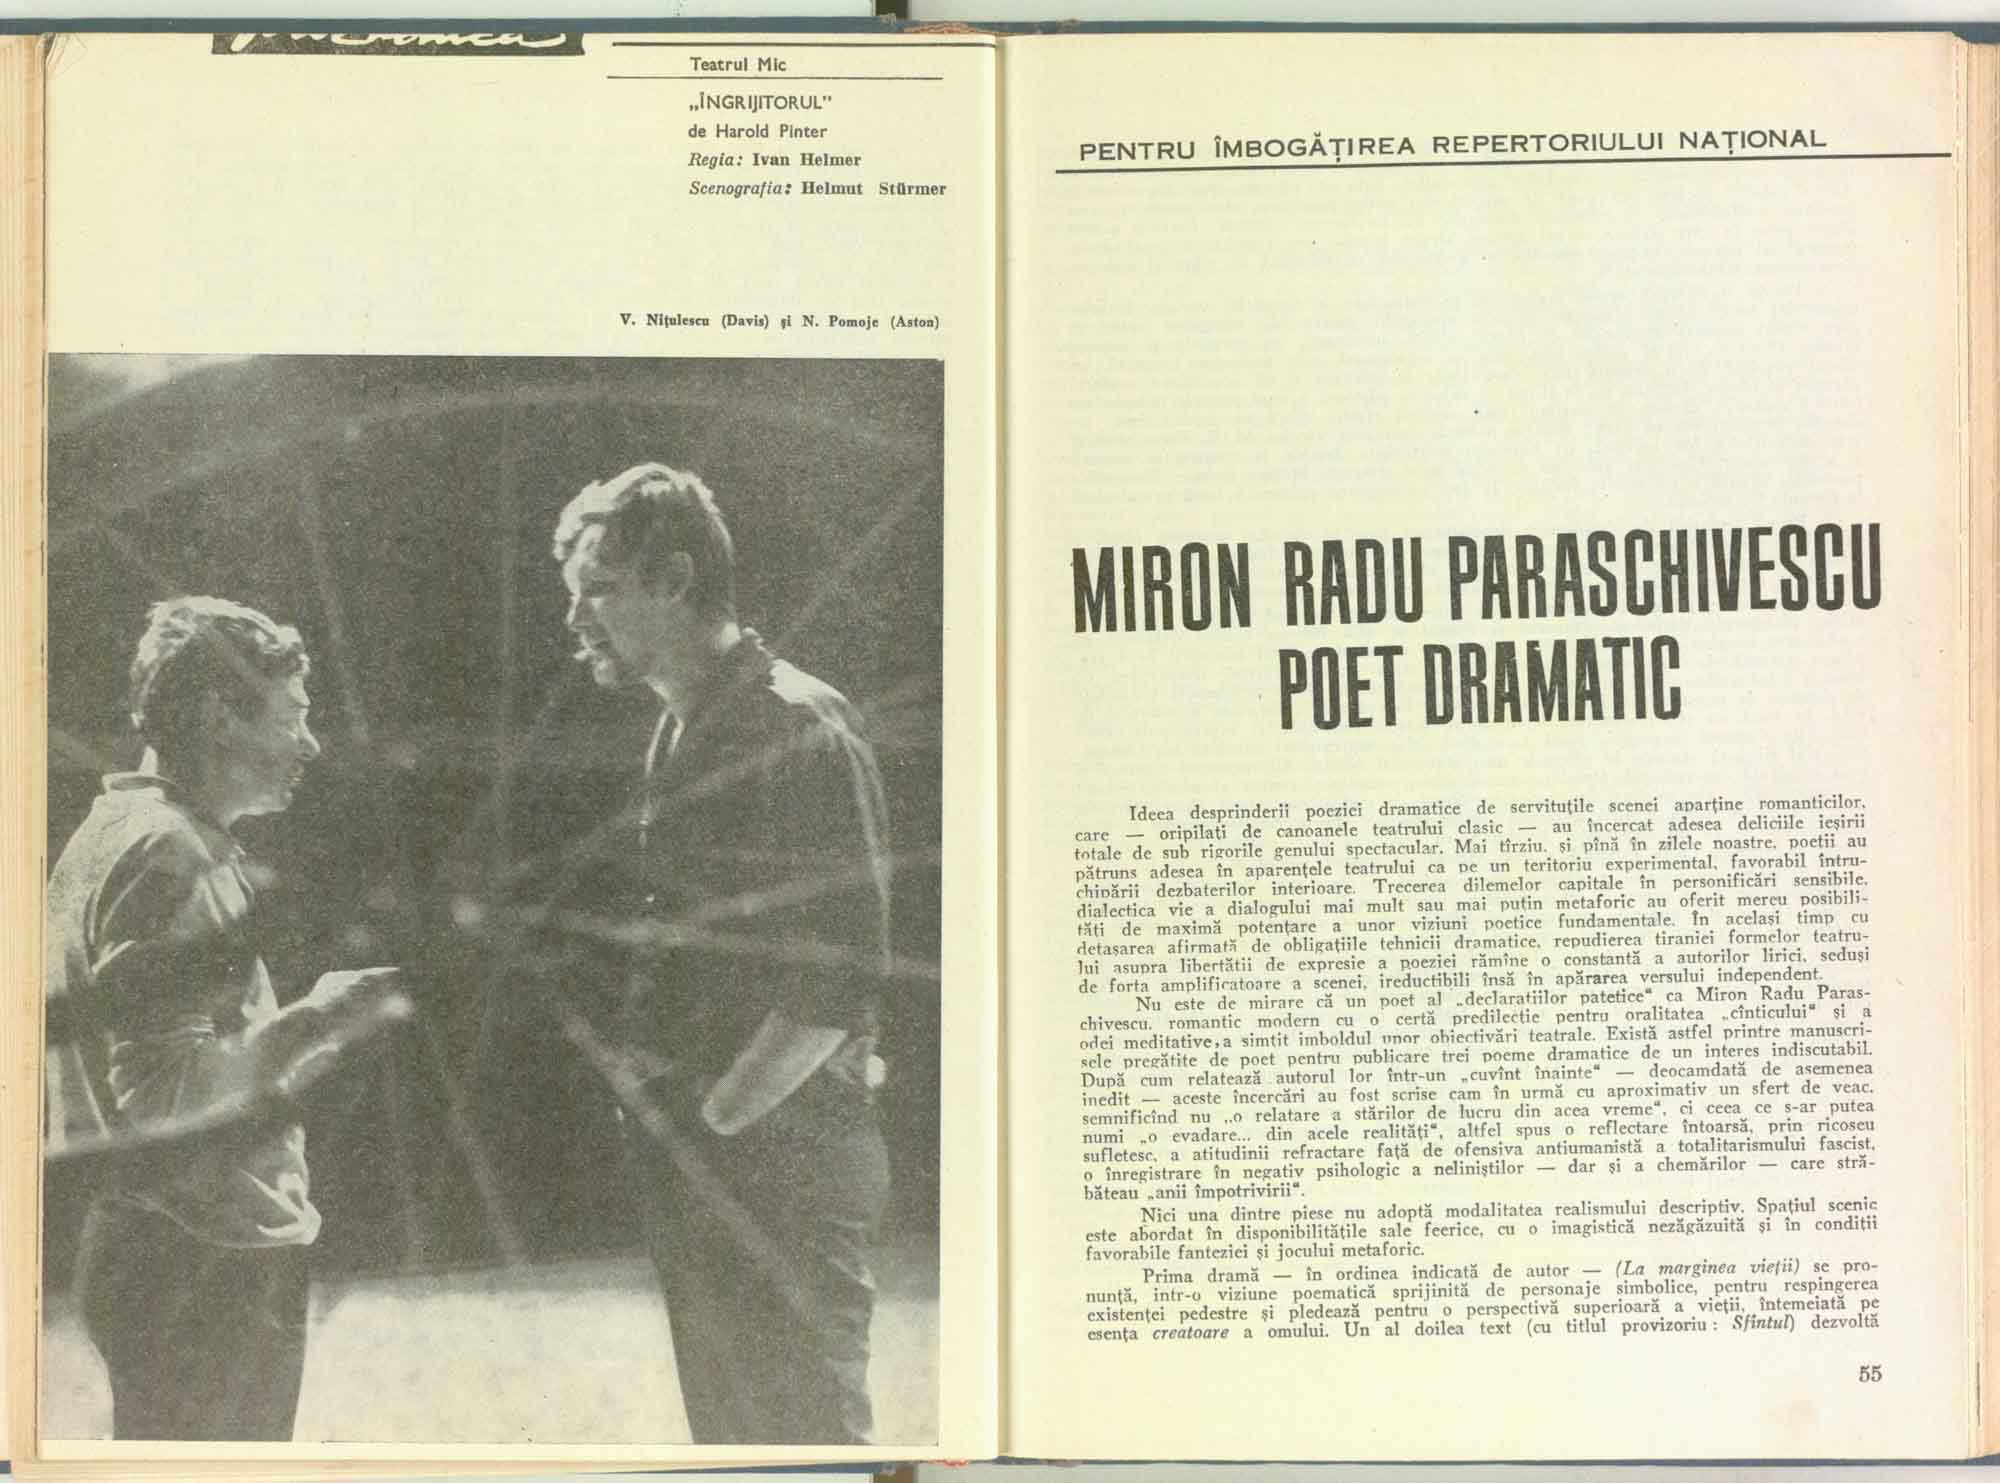 Teatrul Mic
„ÎNGRIJITORUL”
de Harold Pinter
Regia: Ivan Helmer
Scenografia: Helmut Stürmer
V. Nițulescu (Davis) și N. Pomoje (Aston)
PENTRU ÎMBOGĂȚIREA REPERTORIULUI NAȚIONAL
MIRON RADU PARASCHIVESCU
POET DRAMATIC
Ideea desprinderii poeziei dramatice de servituțile scenei aparține romanticilor,
care — oripilați de canoanele teatrului clasic — au încercat adesea deliciile ieșirii
totale de sub rigorile genului spectacular. Mai tîrziu, și pînă în zilele noastre, poeții au
pătruns adesea în aparențele teatrului ca pe un teritoriu experimental, favorabil întru-
chipării dezbaterilor interioare. Trecerea dilemelor capitale în personificări sensibile,
dialectica vie a dialogului mai mult sau mai puțin metaforic au oferit mereu posibili-
tăți de maximă potențare a unor viziuni poetice fundamentale. În același timp cu
detașarea afirmată de obligațiile tehnicii dramatice, repudierea tiraniei formelor teatru-
lui asupra libertății de expresie a poeziei rămîne o constantă a autorilor lirici, seduși
de forța amplificatoare a scenei, ireductibili însă în apărarea versului independent.
Nu este de mirare că un poet al „declarațiilor patetice“ ca Miron Radu Paras-
chivescu, romantic modern cu o certă predilecție pentru oralitatea „cînticului“ și a
odei meditative, a simțit imboldul unor obiectivări teatrale. Există astfel printre manuscri-
sele pregătite de poet pentru publicare trei poeme dramatice de un interes indiscutabil.
După cum relatează autorul lor într-un „cuvînt înainte“ — deocamdată de asemenea
inedit — aceste încercări au fost scrise cam în urmă cu aproximativ un sfert de veac,
semnificînd nu „o relatare a stărilor de lucru din acea vreme“, ci ceea ce s-ar putea
numi „o evadare... din acele realități“, altfel spus o reflectare întoarsă, prin ricoșeu
sufletesc, a atitudinii refractare față de ofensiva antiumanistă a totalitarismului fascist,
o înregistrare în negativ psihologic a neliniștilor — dar și a chemărilor — care stră-
băteau „anii împotrivirii“.
Nici una dintre piese nu adoptă modalitatea realismului descriptiv. Spațiul scenic
este abordat în disponibilitățile sale feerice, cu o imagistică nezăgăzuită și în condiții
favorabile fanteziei și jocului metaforic.
Prima dramă — în ordinea indicată de autor — (La marginea vieții) se pro-
nunță, intr-o viziune poematică sprijinită de personaje simbolice, pentru respingerea
existenței pedestre și pledează pentru o perspectivă superioară a vieții, întemeiată pe
esența creatoare a omului. Un al doilea text (cu titlul provizoriu : Sfîntul) dezvoltă
55